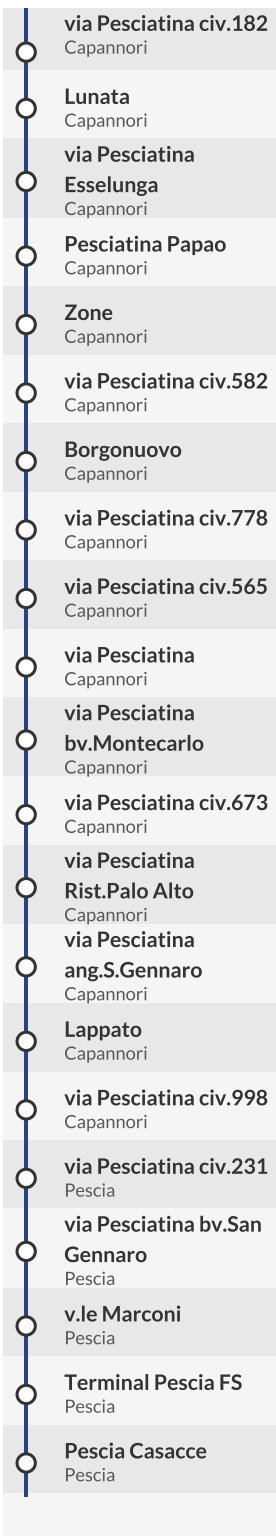 via Pesciatina civ.182
Capannori
Lunata
Capannori
via Pesciatina
Esselunga
Capannori
Pesciatina Papao
Capannori
Zone
Capannori
via Pesciatina civ.582
Capannori
Borgonuovo
Capannori
via Pesciatina civ.778
Capannori
via Pesciatina civ.565
Capannori
via Pesciatina
Capannori
via Pesciatina
bv.Montecarlo
Capannori
via Pesciatina civ.673
Capannori
via Pesciatina
Rist.Palo Alto
Capannori
via Pesciatina
ang.S.Gennaro
Capannori
Lappato
Capannori
via Pesciatina civ.998
Capannori
via Pesciatina civ.231
Pescia
via Pesciatina bv.San
Gennaro
Pescia
v.le Marconi
Pescia
Terminal Pescia FS
Pescia
Pescia Casacce
Pescia